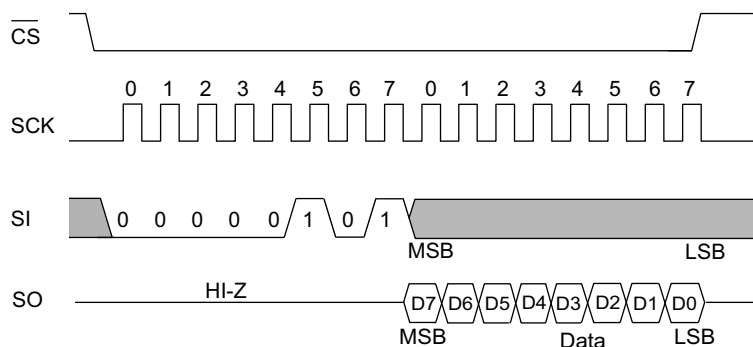 CS
0 1 2 3 4 5 6 7 0 1 2 3 4 5 6 7
SCK
SI 0 0 0 0 0 1 0 1
MSB LSB
HI-Z
SO D7 D6 D5 D4 D3 D2 D1 D0
MSB Data LSB